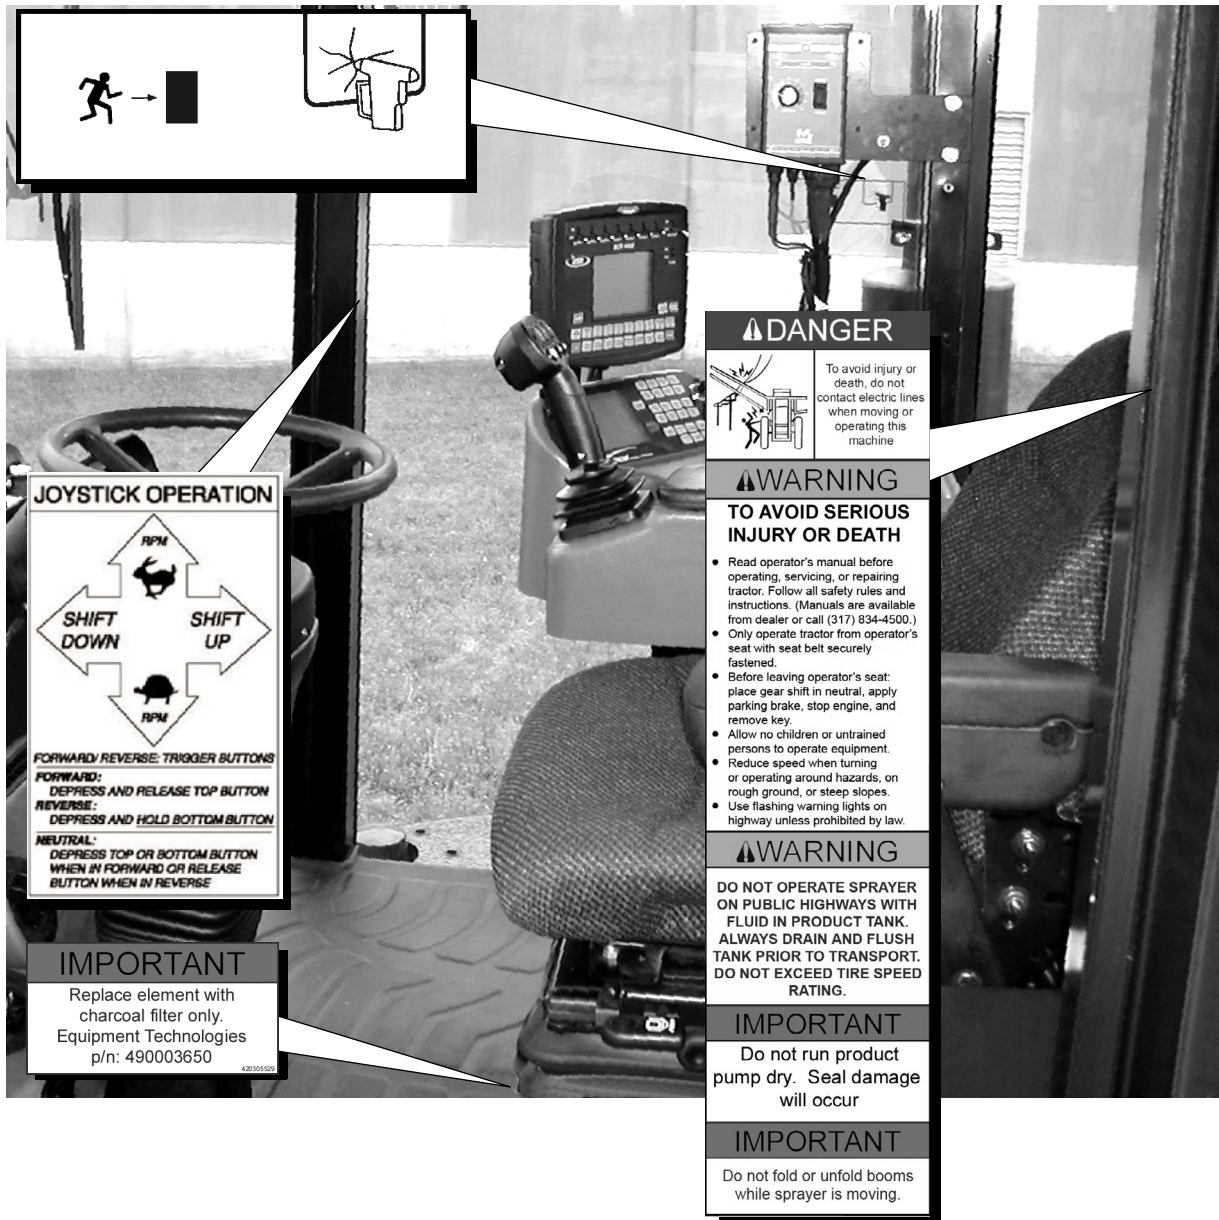 DANGER
To avoid injury or
death, do not
contact electric lines
when moving or
operating this
machine
WARNING
TO AVOID SERIOUS
INJURY OR DEATH
• Read operator's manual before
operating, servicing, or repairing
tractor. Follow all safety rules and
instructions. (Manuals are available
from dealer or call (317) 834-4500.)
• Only operate tractor from operator's
seat with seat belt securely
fastened.
• Before leaving operator's seat:
place gear shift in neutral, apply
parking brake, stop engine, and
remove key.
• Allow no children or untrained
persons to operate equipment.
• Reduce speed when turning
or operating around hazards, on
rough ground, or steep slopes.
• Use flashing warning lights on
highway unless prohibited by law.
WARNING
DO NOT OPERATE SPRAYER
ON PUBLIC HIGHWAYS WITH
FLUID IN PRODUCT TANK.
ALWAYS DRAIN AND FLUSH
TANK PRIOR TO TRANSPORT.
DO NOT EXCEED TIRE SPEED
RATING.
IMPORTANT
Do not run product
pump dry. Seal damage
will occur
IMPORTANT
Do not fold or unfold booms
while sprayer is moving.
JOYSTICK OPERATION
RPM
SHIFT
DOWN
SHIFT
UP
RPM
FORWARD/REVERSE: TRIGGER BUTTONS
FORWARD:
DEPRESS AND RELEASE TOP BUTTON
REVERSE:
DEPRESS AND HOLD BOTTOM BUTTON
NEUTRAL:
DEPRESS TOP OR BOTTOM BUTTON
WHEN IN FORWARD OR RELEASE
BUTTON WHEN IN REVERSE
IMPORTANT
Replace element with
charcoal filter only.
Equipment Technologies
p/n: 490003650
420305529